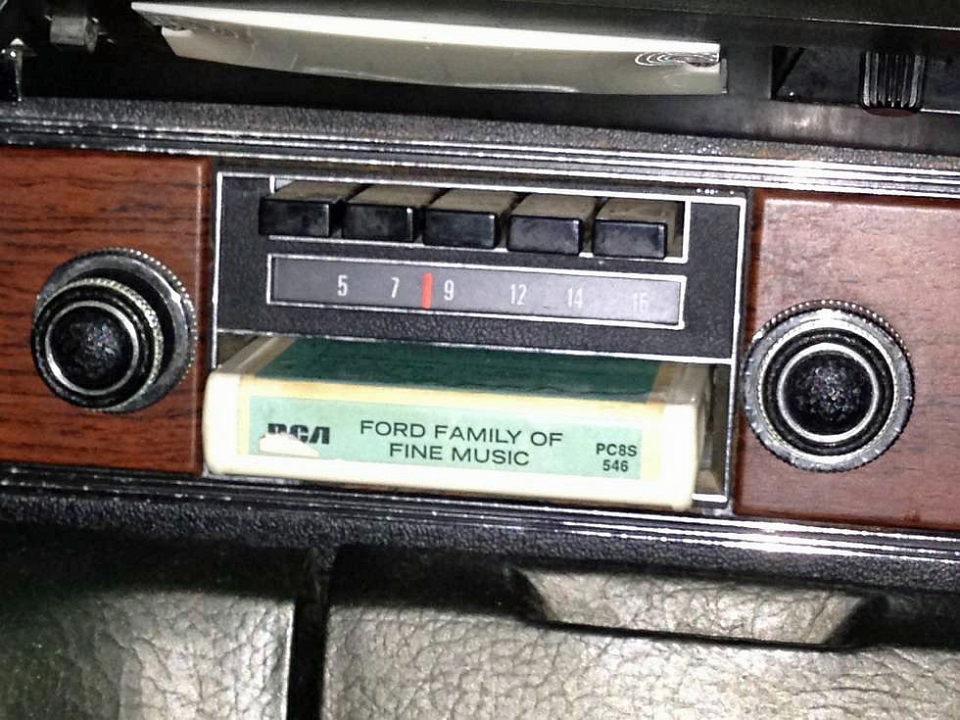 5 7 9 12 14 16
RCA
FORD FAMILY OF
FINE MUSIC
PC8S
546